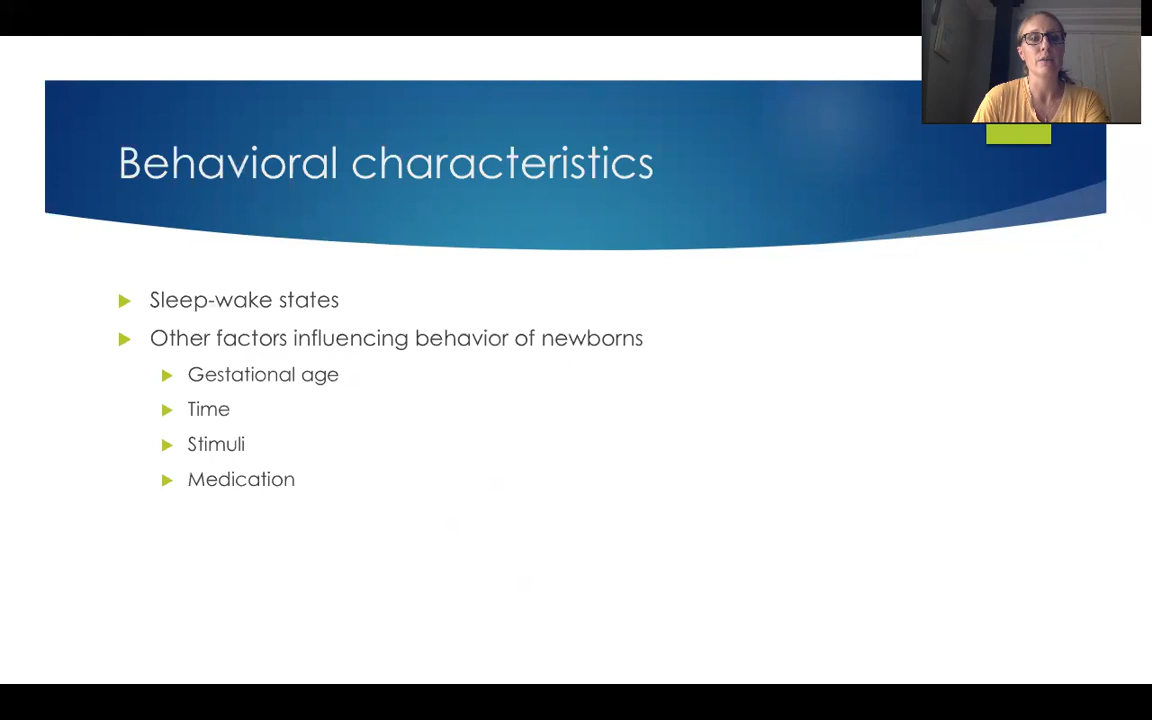 Behavioral characteristics
Sleep-wake states
Other factors influencing behavior of newborns
Gestational age
Time
Stimuli
Medication